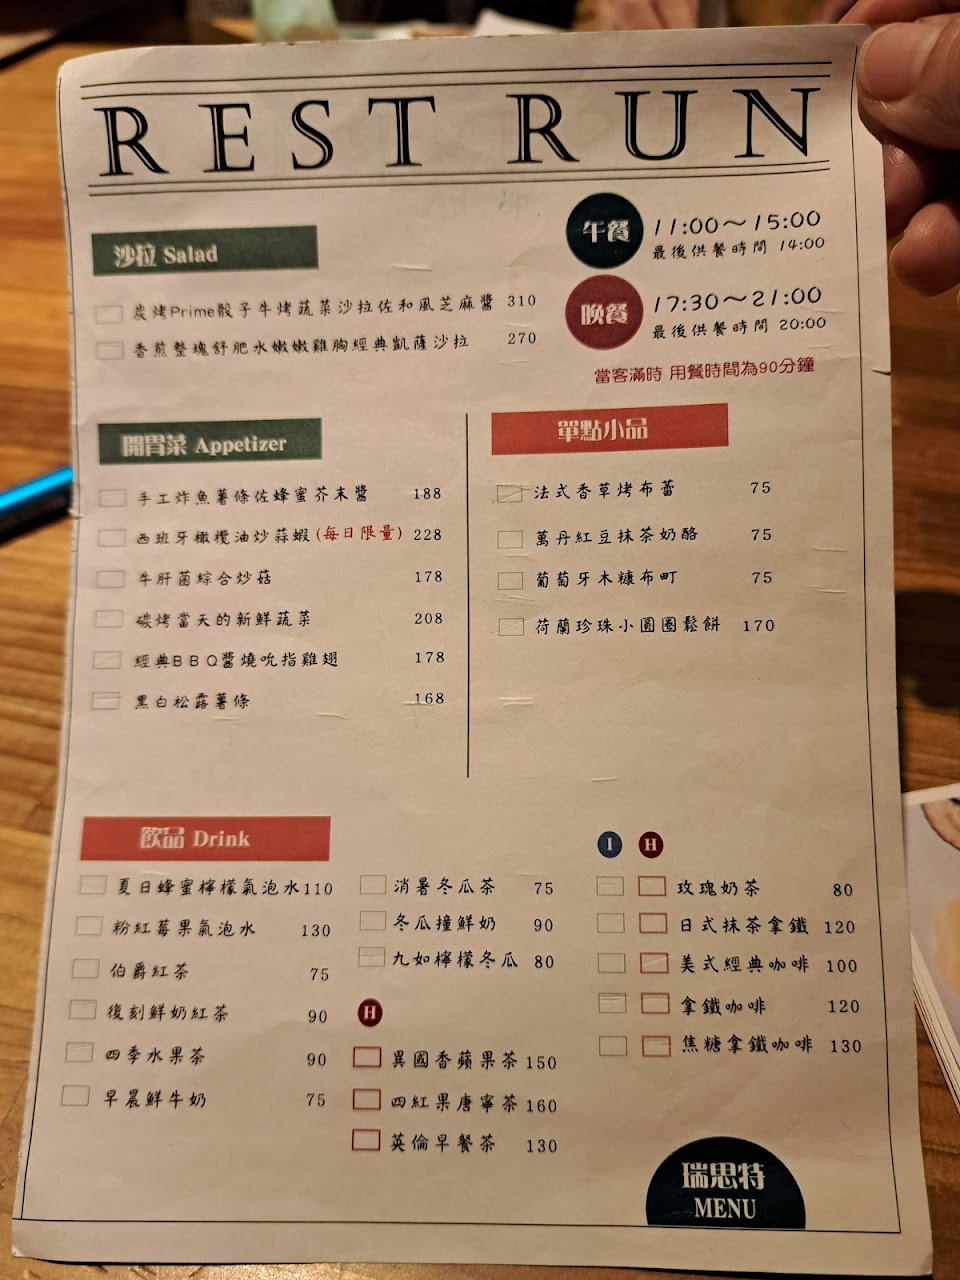 REST RUN
午餐 11:00～15:00
最後供餐時間 14:00
晚餐 17:30～21:00
最後供餐時間 20:00
當客滿時 用餐時間為90分鐘
沙拉 Salad
炭烤Prime骰子牛烤蔬菜沙拉佐和風芝麻醬 310
香煎整塊舒肥水嫩嫩雞胸經典凱薩沙拉 270
開胃菜 Appetizer
手工炸魚薯條佐蜂蜜芥末醬 188
西班牙橄欖油炒蒜蝦(每日限量) 228
牛肝菌綜合炒菇 178
碳烤當天的新鮮蔬菜 208
經典BBQ醬燒吮指雞翅 178
黑白松露薯條 168
單點小品
法式香草烤布蕾 75
萬丹紅豆抹茶奶酪 75
葡萄牙木糠布町 75
荷蘭珍珠小圓圈鬆餅 170
飲品 Drink
夏日蜂蜜檸檬氣泡水 110
粉紅莓果氣泡水 130
伯爵紅茶 75
復刻鮮奶紅茶 90
四季水果茶 90
早晨鮮牛奶 75
消暑冬瓜茶 75
冬瓜撞鮮奶 90
九如檸檬冬瓜 80
H
異國香蘋果茶 150
四紅果唐寧茶 160
英倫早餐茶 130
I H
玫瑰奶茶 80
日式抹茶拿鐵 120
美式經典咖啡 100
拿鐵咖啡 120
焦糖拿鐵咖啡 130
瑞思特
MENU